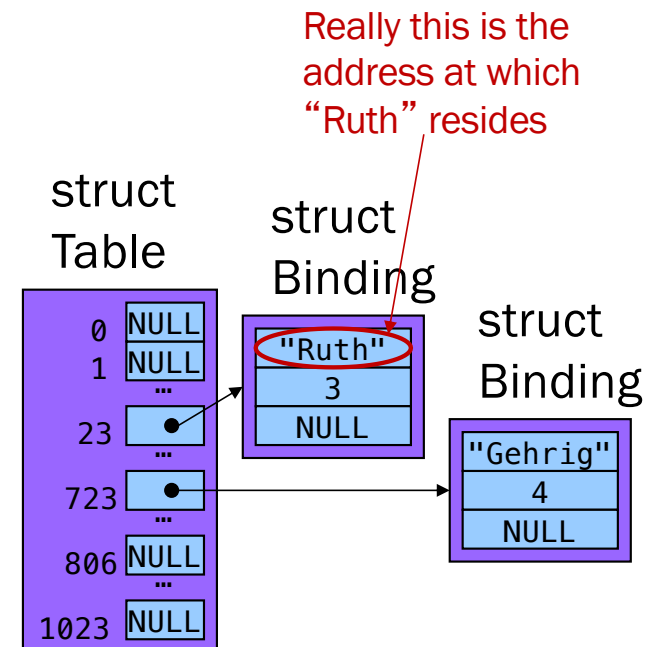 Really this is the
address at which
“Ruth” resides
struct
Table
struct
Binding
struct
Binding
0 NULL
1 NULL
…
23
…
723
…
806 NULL
…
1023 NULL
"Ruth"
3
NULL
"Gehrig"
4
NULL